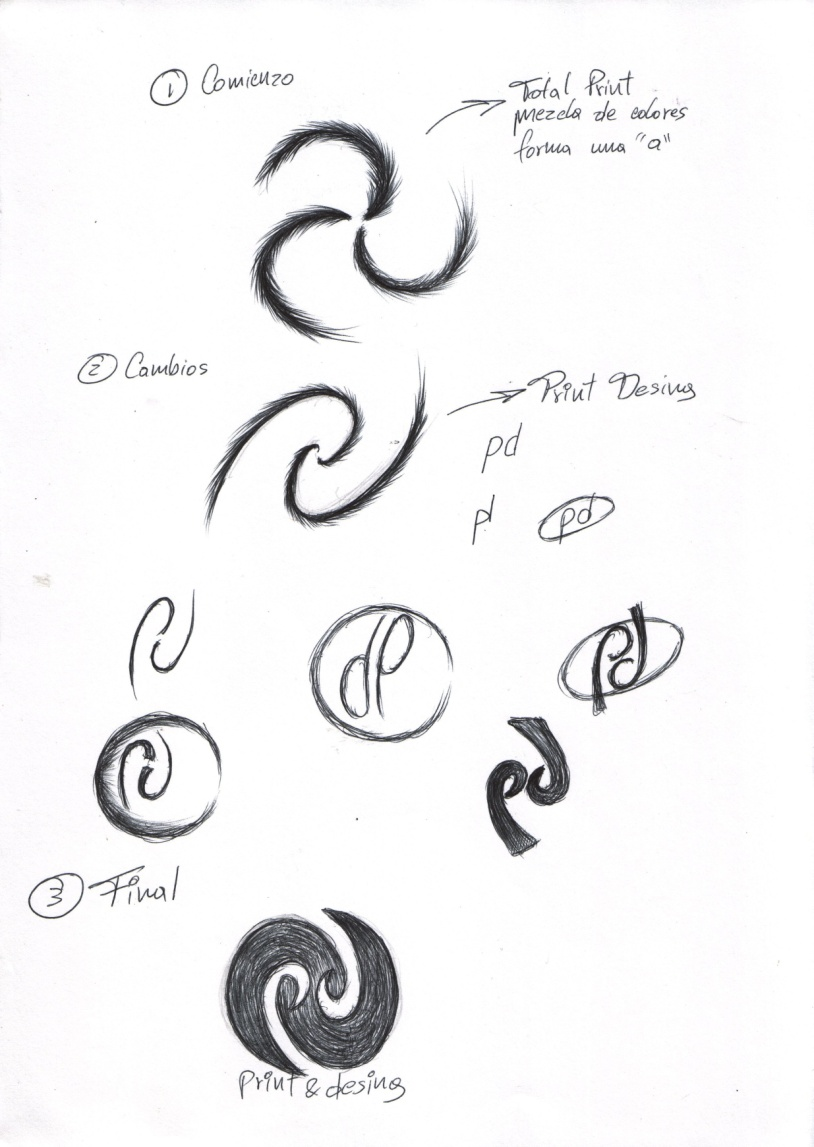 1 Comienzo
Total Print
mezcla de colores
forma una "a"
2 Cambios
Print Desing
pd
pd
pd
pd
3 Final
Print & desing